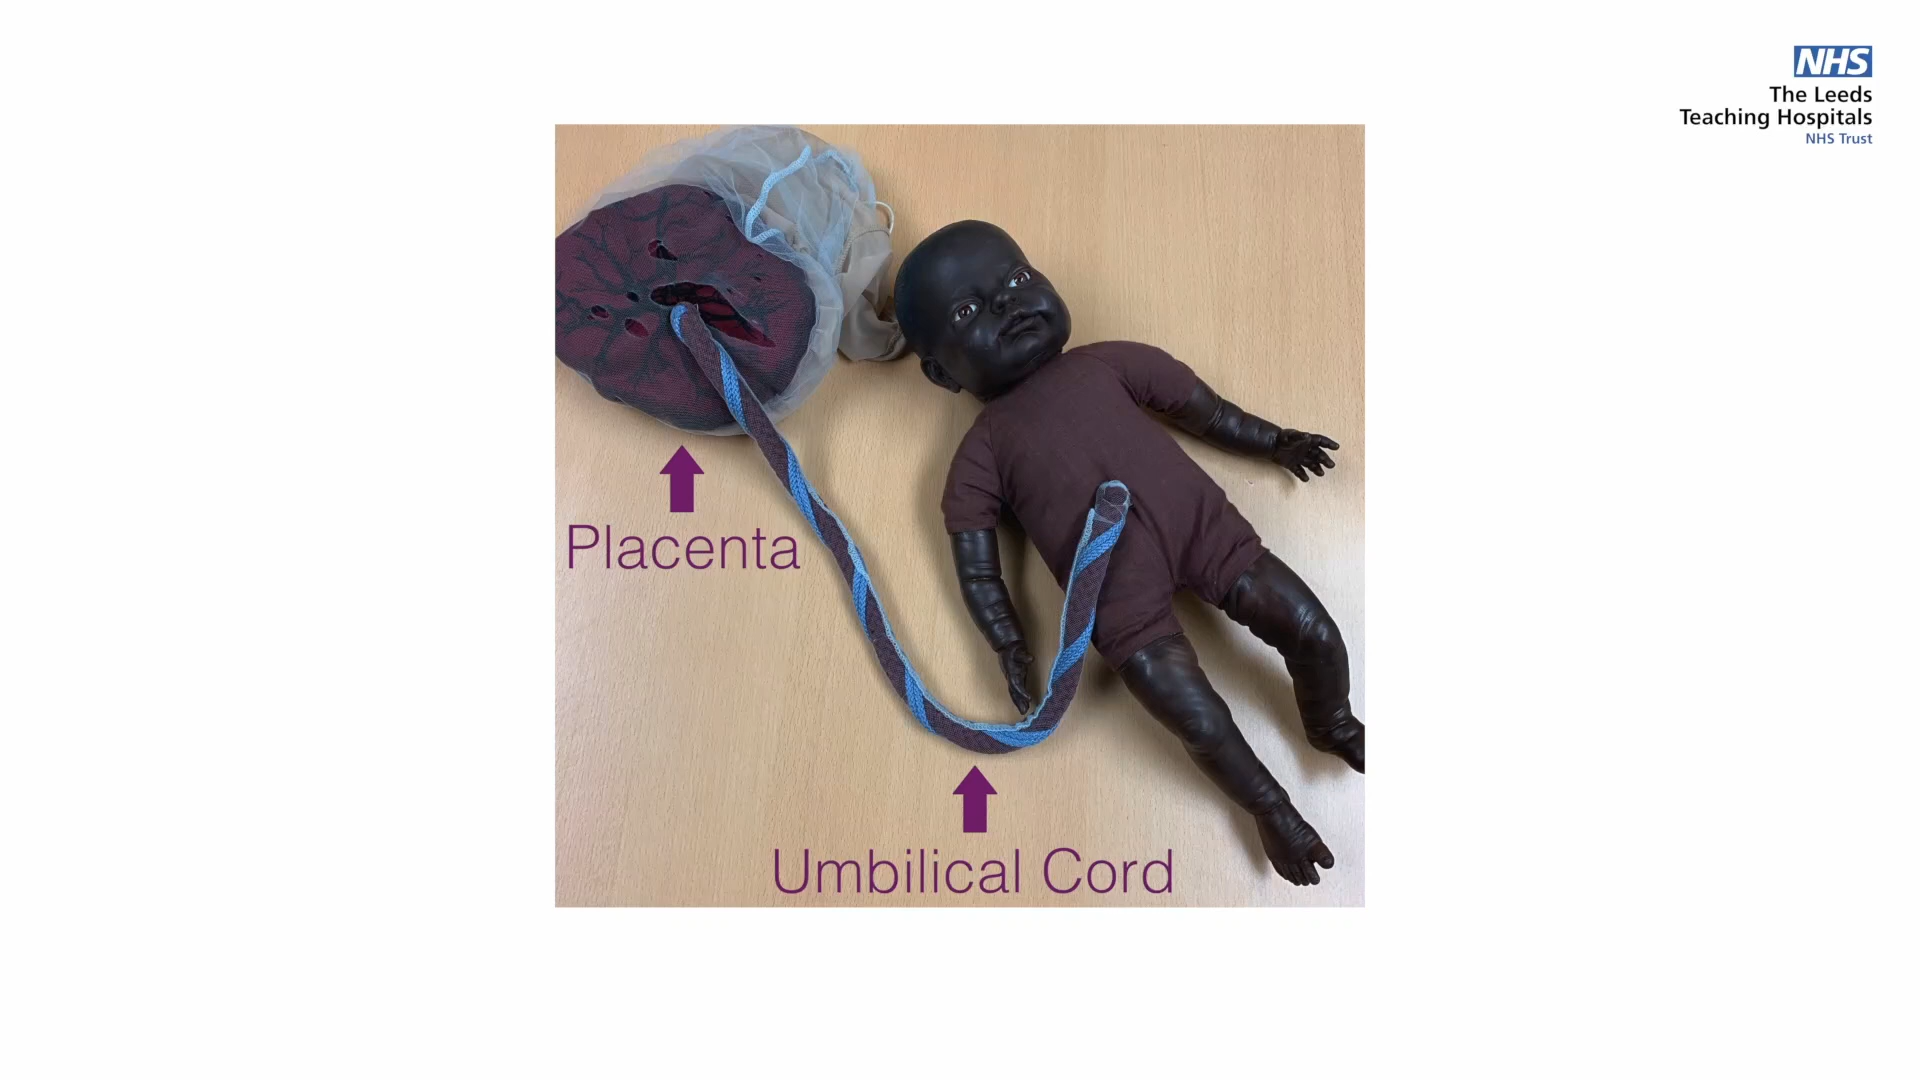 NHS
The Leeds
Teaching Hospitals
NHS Trust
Placenta
Umbilical Cord